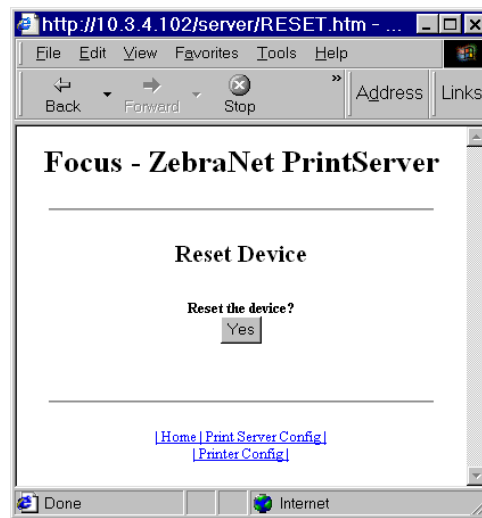 http://10.3.4.102/server/RESET.htm - ...
File Edit View Favorites Tools Help
Back Forward Stop » Address Links
Focus - ZebraNet PrintServer
Reset Device
Reset the device?
Yes
| Home | Print Server Config |
| Printer Config |
Done Internet